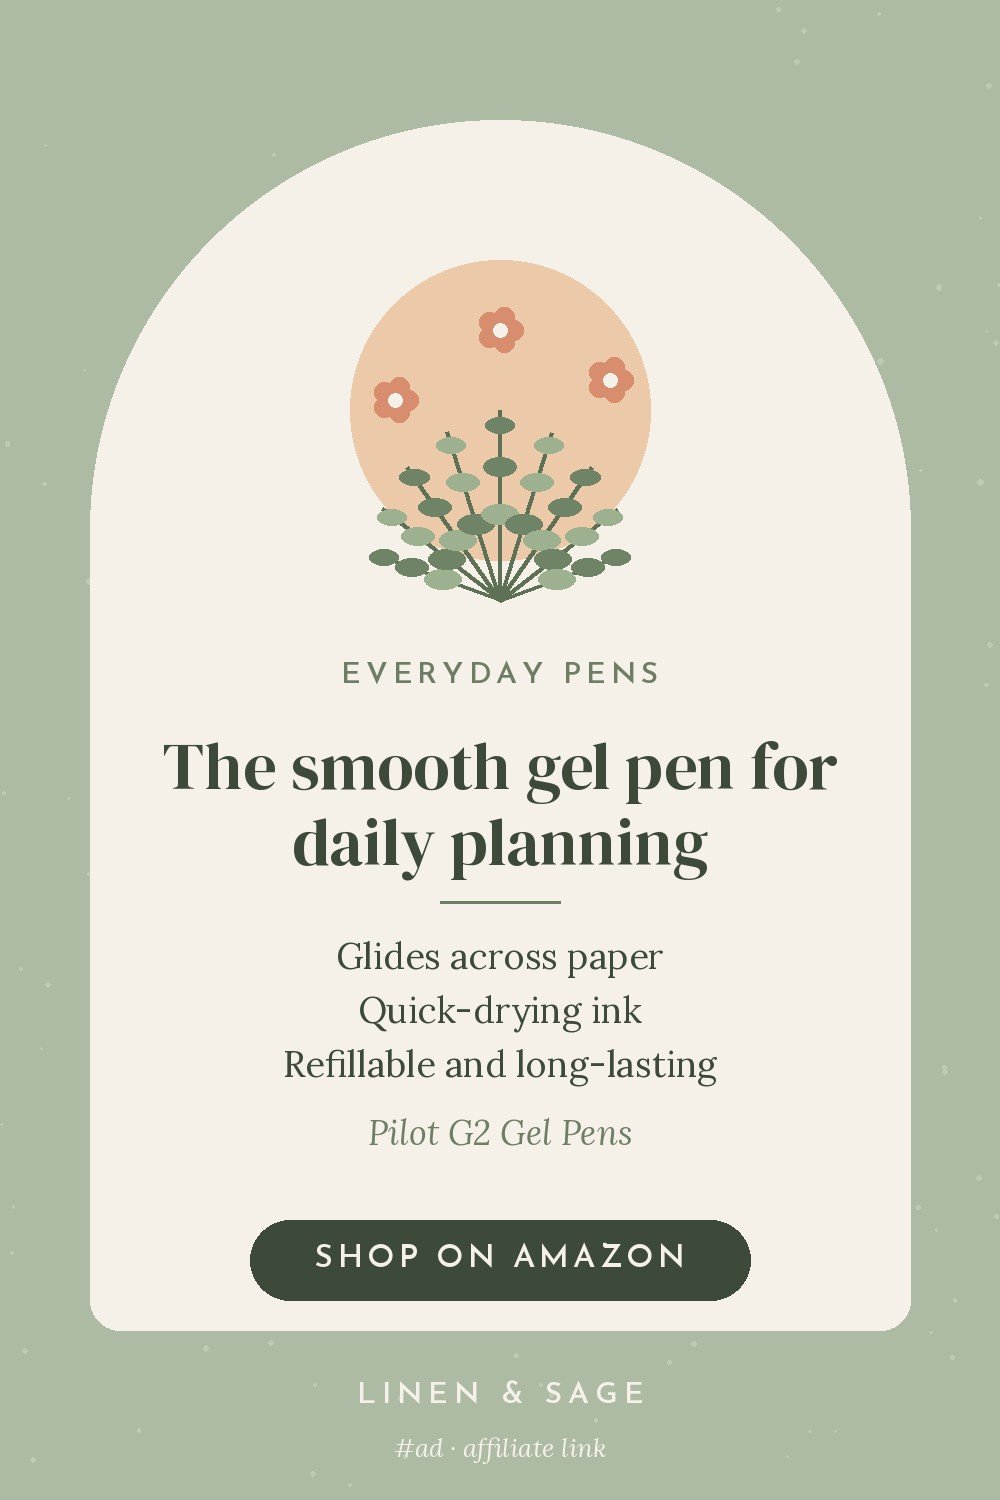 EVERYDAY PENS
The smooth gel pen for
daily planning
Glides across paper
Quick-drying ink
Refillable and long-lasting
Pilot G2 Gel Pens
SHOP ON AMAZON
LINEN & SAGE
#ad · affiliate link